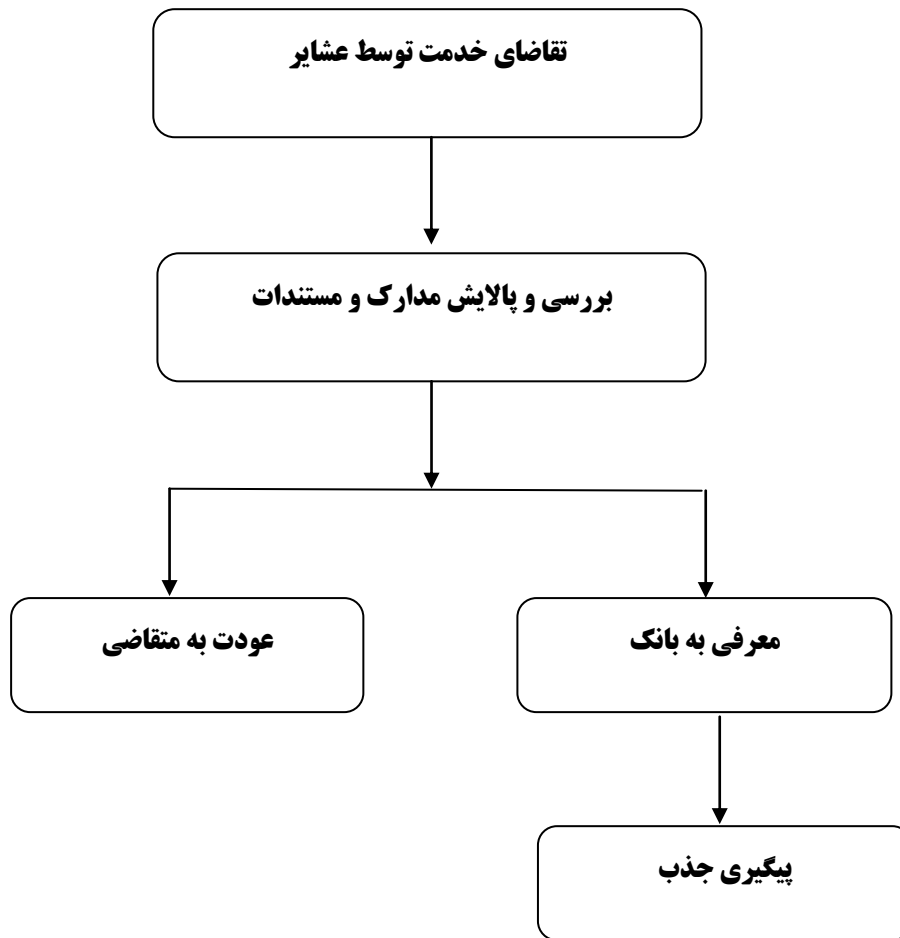 تقاضای خدمت توسط عشایر
بررسی و پالایش مدارک و مستندات
معرفی به بانک
عودت به متقاضی
پیگیری جذب